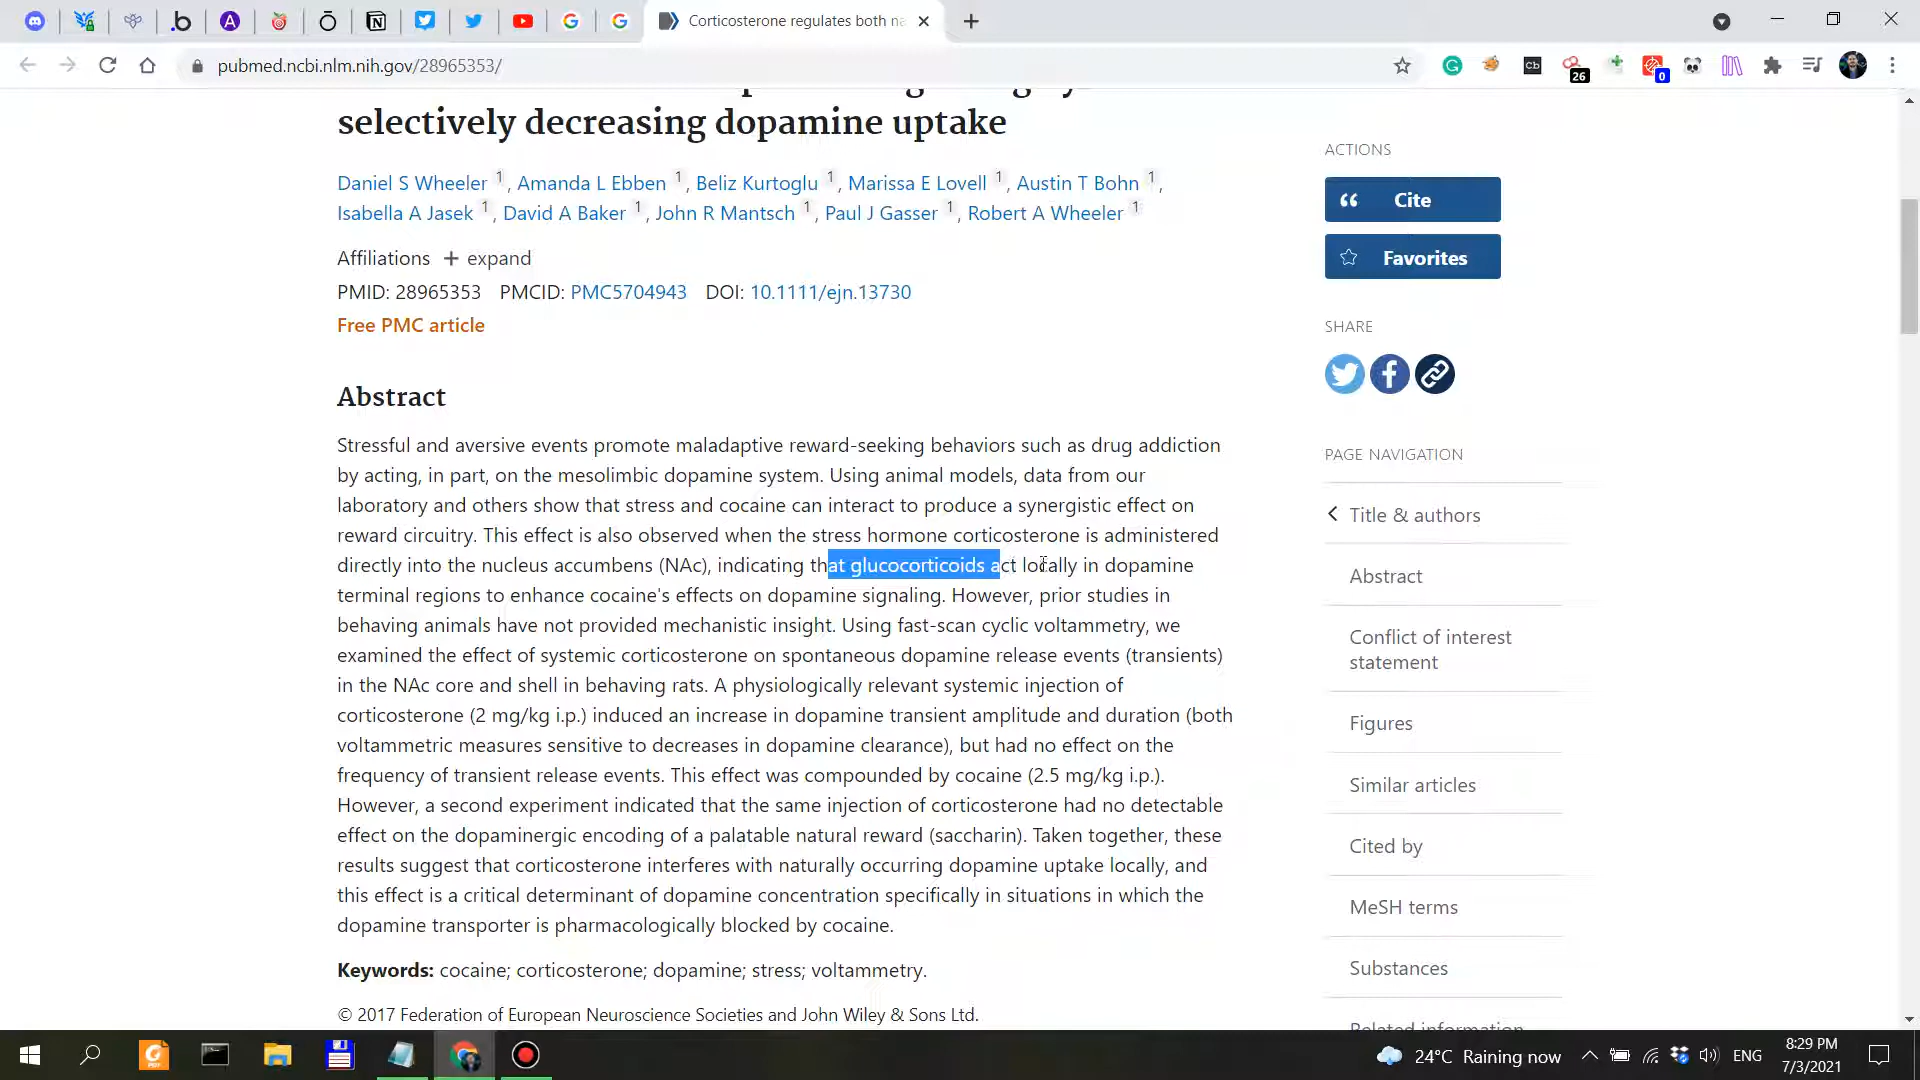 Corticosterone regulates both na
pubmed.ncbi.nlm.nih.gov/28965353/
26
0
selectively decreasing dopamine uptake
Daniel S Wheeler 1, Amanda L Ebben 1, Beliz Kurtoglu 1, Marissa E Lovell 1, Austin T Bohn 1,
Isabella A Jasek 1, David A Baker 1, John R Mantsch 1, Paul J Gasser 1, Robert A Wheeler 1
Affiliations + expand
PMID: 28965353 PMCID: PMC5704943 DOI: 10.1111/ejn.13730
Free PMC article
Abstract
Stressful and aversive events promote maladaptive reward-seeking behaviors such as drug addiction
by acting, in part, on the mesolimbic dopamine system. Using animal models, data from our
laboratory and others show that stress and cocaine can interact to produce a synergistic effect on
reward circuitry. This effect is also observed when the stress hormone corticosterone is administered
directly into the nucleus accumbens (NAc), indicating that glucocorticoids act locally in dopamine
terminal regions to enhance cocaine's effects on dopamine signaling. However, prior studies in
behaving animals have not provided mechanistic insight. Using fast-scan cyclic voltammetry, we
examined the effect of systemic corticosterone on spontaneous dopamine release events (transients)
in the NAc core and shell in behaving rats. A physiologically relevant systemic injection of
corticosterone (2 mg/kg i.p.) induced an increase in dopamine transient amplitude and duration (both
voltammetric measures sensitive to decreases in dopamine clearance), but had no effect on the
frequency of transient release events. This effect was compounded by cocaine (2.5 mg/kg i.p.).
However, a second experiment indicated that the same injection of corticosterone had no detectable
effect on the dopaminergic encoding of a palatable natural reward (saccharin). Taken together, these
results suggest that corticosterone interferes with naturally occurring dopamine uptake locally, and
this effect is a critical determinant of dopamine concentration specifically in situations in which the
dopamine transporter is pharmacologically blocked by cocaine.
Keywords: cocaine; corticosterone; dopamine; stress; voltammetry.
© 2017 Federation of European Neuroscience Societies and John Wiley & Sons Ltd.
ACTIONS
Cite
Favorites
SHARE
PAGE NAVIGATION
Title & authors
Abstract
Conflict of interest
statement
Figures
Similar articles
Cited by
MeSH terms
Substances
Related information
24°C Raining now
ENG
8:29 PM
7/3/2021